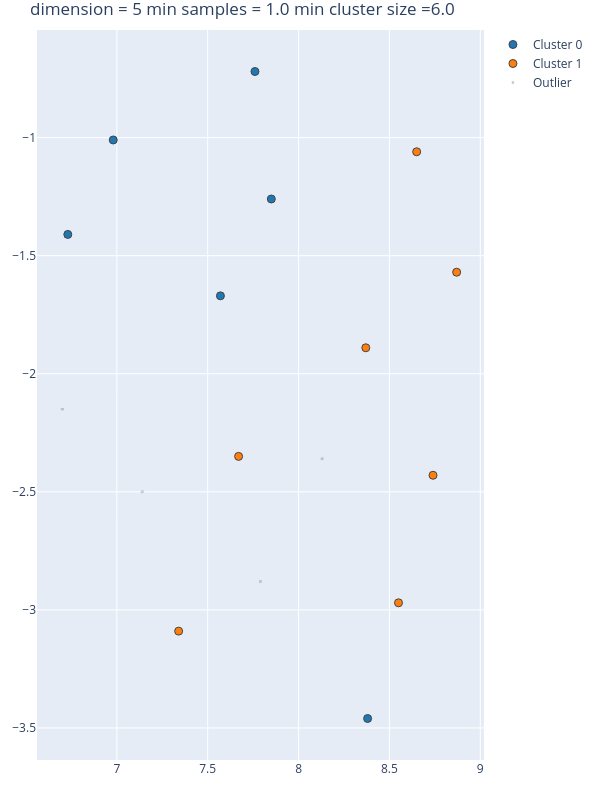 dimension = 5 min samples = 1.0 min cluster size =6.0
Cluster 0
Cluster 1
Outlier
−1
−1.5
−2
−2.5
−3
−3.5
7
7.5
8
8.5
9